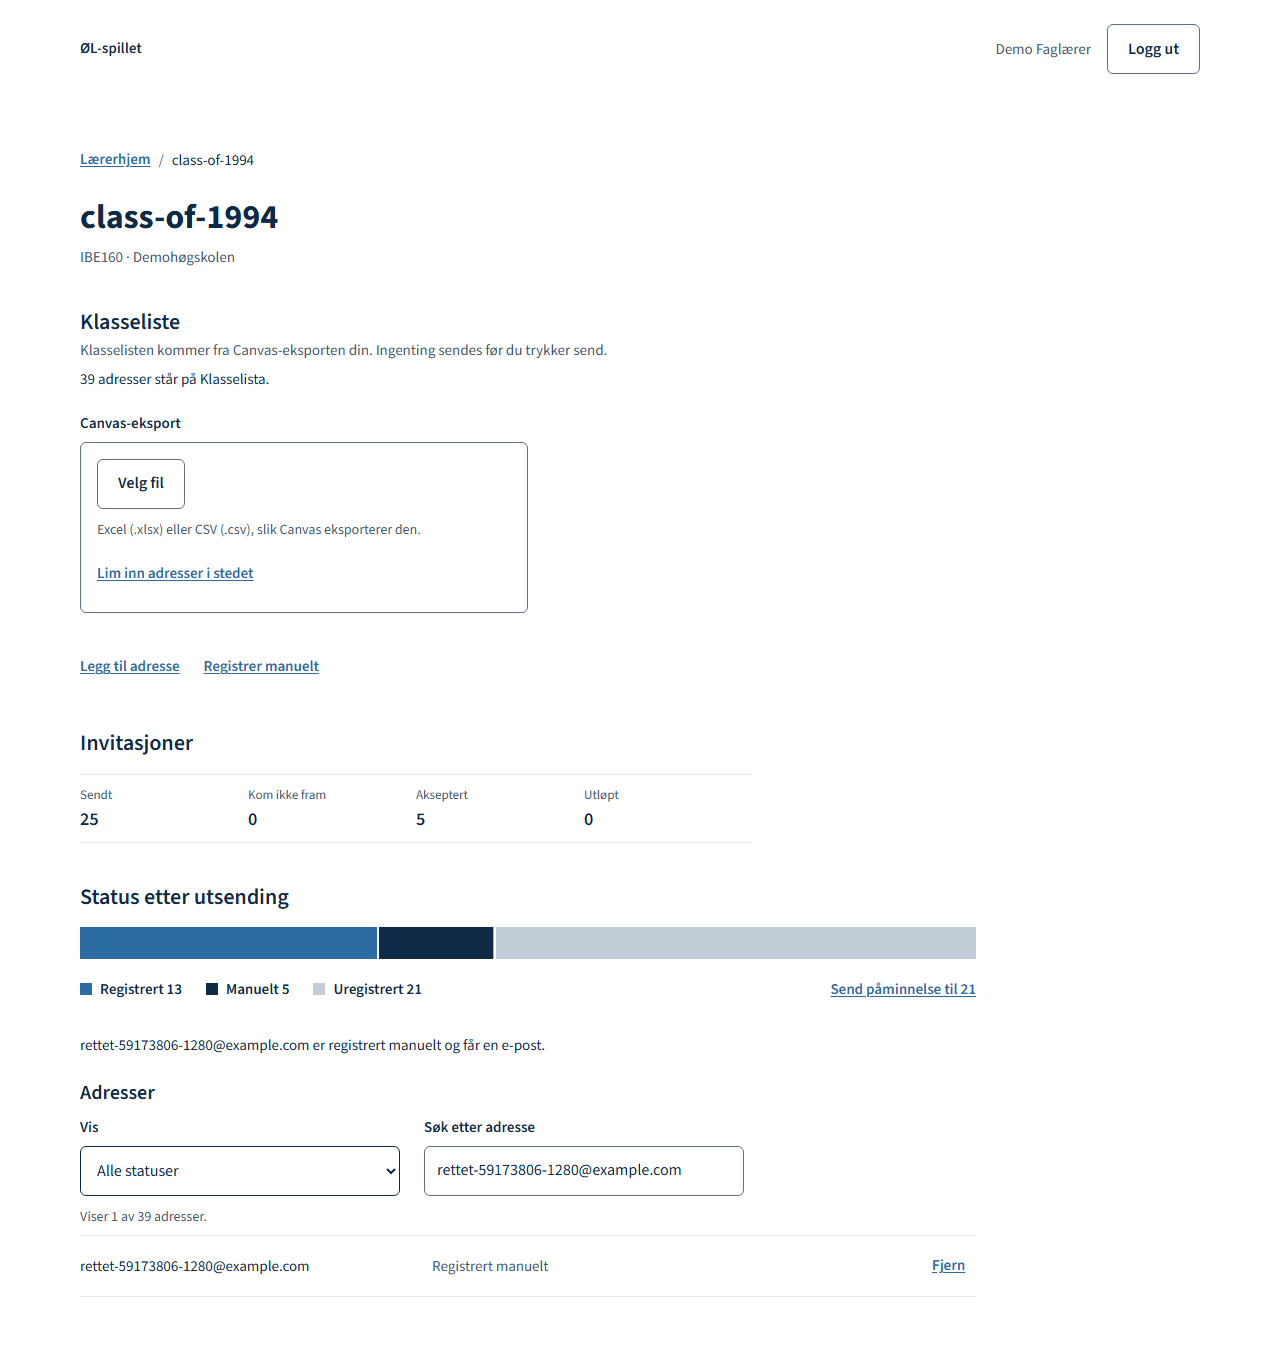 ØL-spillet
Demo Faglærer
Logg ut
Lærerhjem / class-of-1994
class-of-1994
IBE160 · Demohøgskolen
Klasseliste
Klasselisten kommer fra Canvas-eksporten din. Ingenting sendes før du trykker send.
39 adresser står på Klasselista.
Canvas-eksport
Velg fil
Excel (.xlsx) eller CSV (.csv), slik Canvas eksporterer den.
Lim inn adresser i stedet
Legg til adresse Registrer manuelt
Invitasjoner
Sendt Kom ikke fram Akseptert Utløpt
25 0 5 0
Status etter utsending
Registrert 13 Manuelt 5 Uregistrert 21 Send påminnelse til 21
rettet-59173806-1280@example.com er registrert manuelt og får en e-post.
Adresser
Vis Søk etter adresse
Alle statuser rettet-59173806-1280@example.com
Viser 1 av 39 adresser.
rettet-59173806-1280@example.com Registrert manuelt Fjern